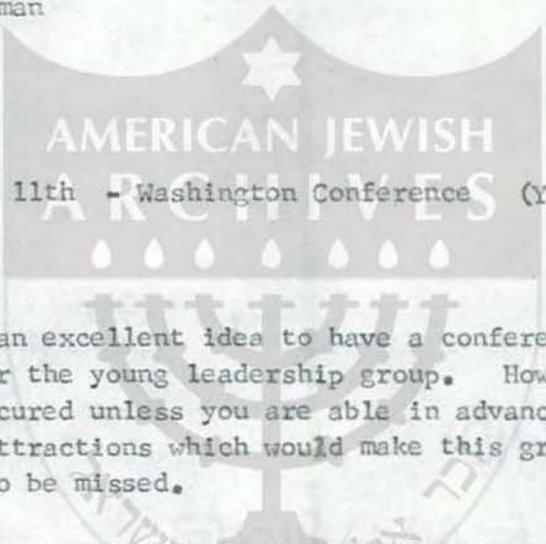 man
AMERICAN JEWISH
ARCHIVES
11th - Washington Conference (Y
an excellent idea to have a confere
r the young leadership group. How
cured unless you are able in advanc
ttractions which would make this gr
o be missed.